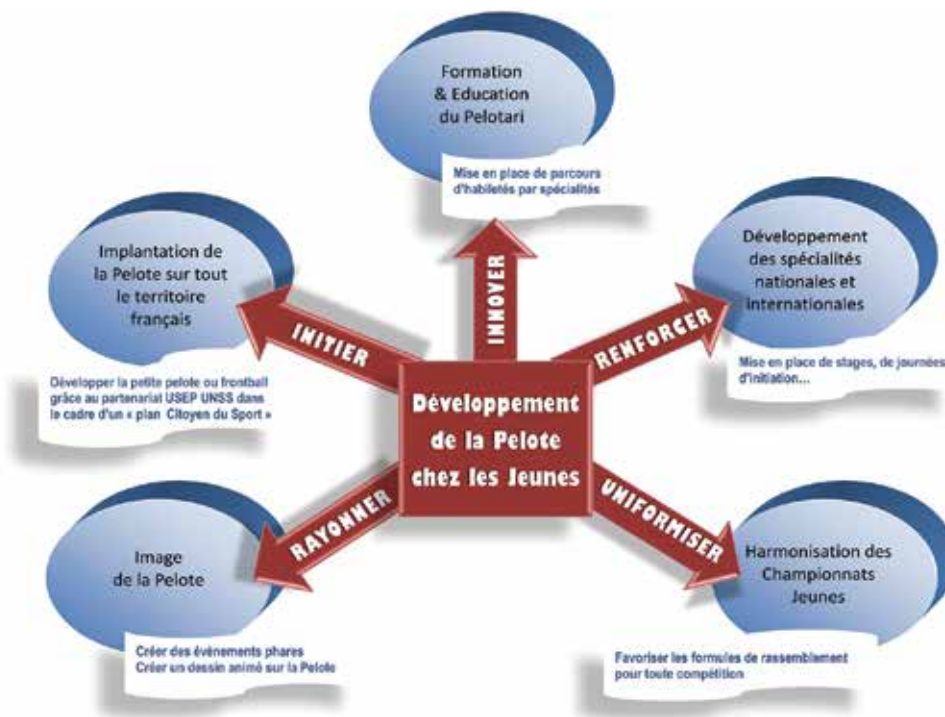 Formation
& Education
du Pelotari
Mise en place de parcours
d'habiletés par spécialités
INNOVER
Implantation de
la Pelote sur tout
le territoire
français
Développer la petite pelote ou frontball
grâce au partenariat USEP UNSS dans
le cadre d'un « plan Citoyen du Sport »
INITIER
Développement
des spécialités
nationales et
internationales
Mise en place de stages, de journées
d'initiation...
RENFORCER
Développement
de la Pelote
chez les Jeunes
RAYONNER
Image
de la Pelote
Créer des événements phares
Créer un dessin animé sur la Pelote
UNIFORMISER
Harmonisation des
Championnats
Jeunes
Favoriser les formules de rassemblement
pour toute compétition